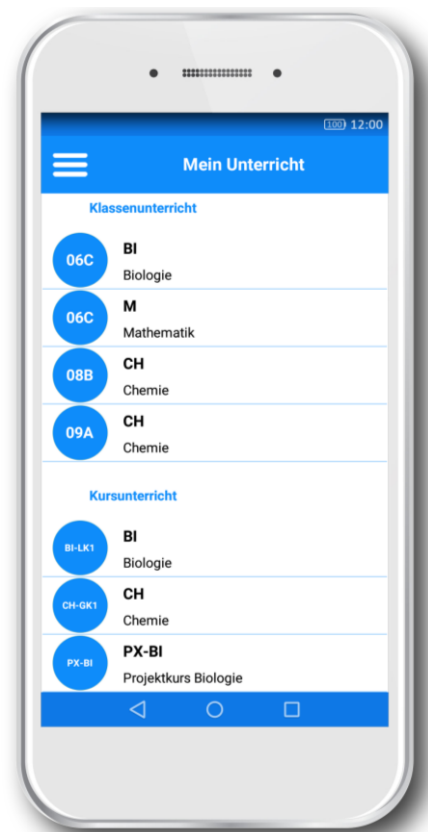 100 12:00
Mein Unterricht
Klassenunterricht
06C
BI
Biologie
06C
M
Mathematik
08B
CH
Chemie
09A
CH
Chemie
Kursunterricht
BI-LK1
BI
Biologie
CH-GK1
CH
Chemie
PX-BI
PX-BI
Projektkurs Biologie